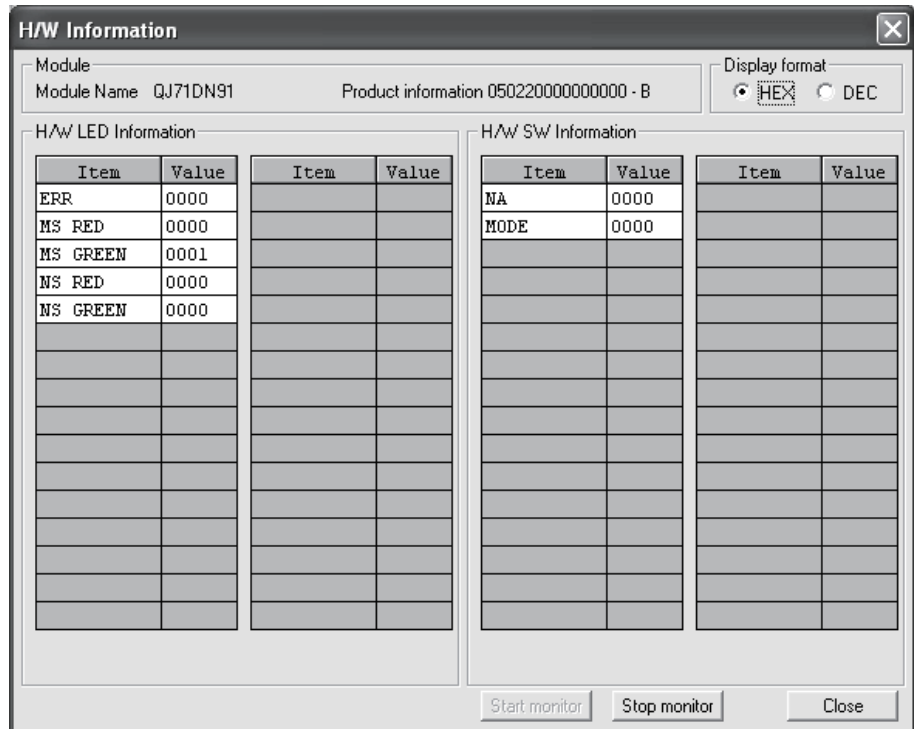 H/W Information
Module
Module Name QJ71DN91 Product information 050220000000000 - B
Display format
HEX DEC
H/W LED Information
Item Value Item Value
ERR 0000
MS RED 0000
MS GREEN 0001
NS RED 0000
NS GREEN 0000
H/W SW Information
Item Value Item Value
NA 0000
MODE 0000
Start monitor Stop monitor Close